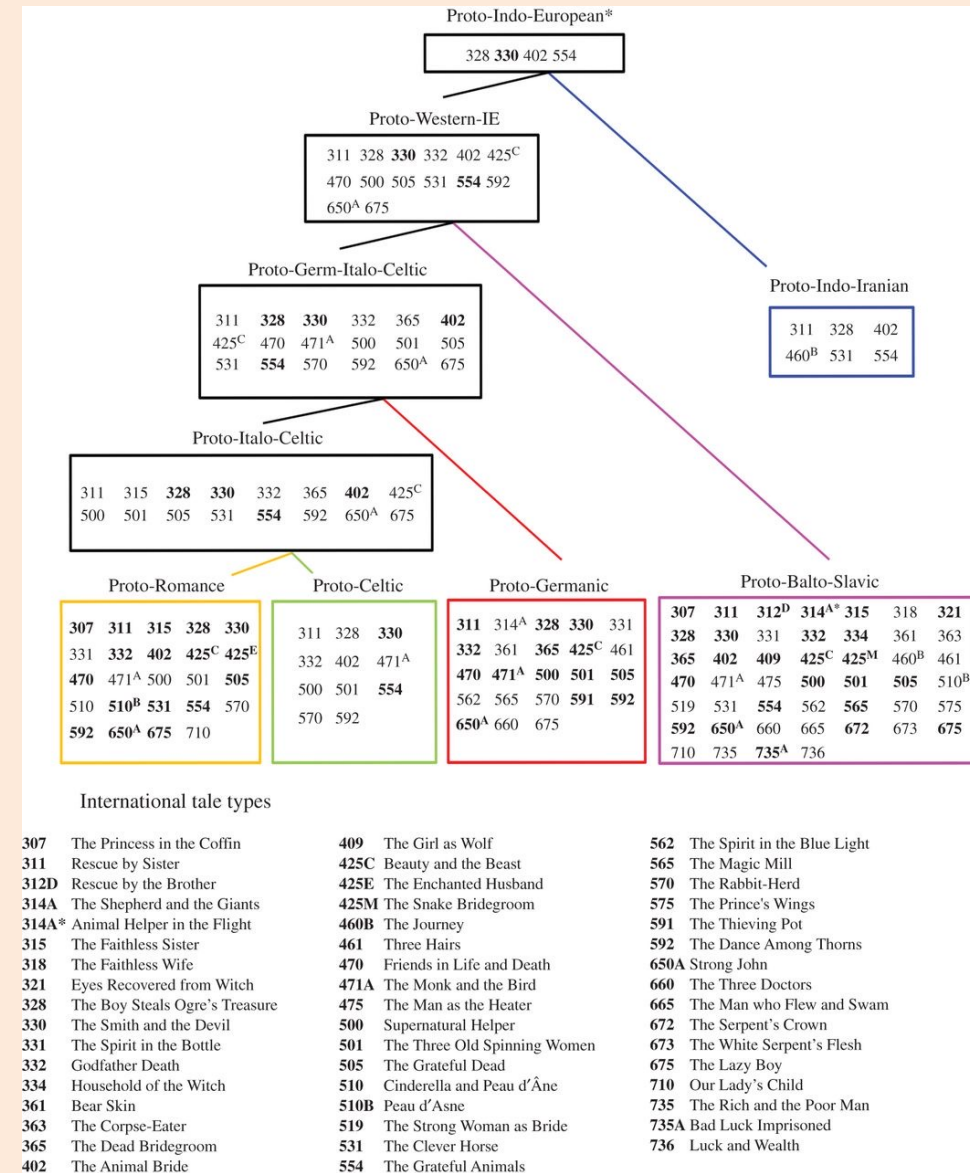 Proto-Indo-European*
328 330 402 554
Proto-Western-IE
311 328 330 332 402 425C
470 500 505 531 554 592
650A 675
Proto-Germ-Italo-Celtic
311 328 330 332 365 402
425C 470 471A 500 501 505
531 554 570 592 650A 675
Proto-Indo-Iranian
311 328 402
460B 531 554
Proto-Italo-Celtic
311 315 328 330 332 365 402 425C
500 501 505 531 554 592 650A 675
Proto-Romance
307 311 315 328 330
331 332 402 425C 425E
470 471A 500 501 505
510 510B 531 554 570
592 650A 675 710
Proto-Celtic
311 328 330
332 402 471A
500 501 554
570 592
Proto-Germanic
311 314A 328 330 331
332 361 365 425C 461
470 471A 500 501 505
562 565 570 591 592
650A 660 675
Proto-Balto-Slavic
307 311 312D 314A* 315 318 321
328 330 331 332 334 361 363
365 402 409 425C 425M 460B 461
470 471A 475 500 501 505 510B
519 531 554 562 565 570 575
592 650A 660 665 672 673 675
710 735 735A 736
International tale types
307 The Princess in the Coffin
311 Rescue by Sister
312D Rescue by the Brother
314A The Shepherd and the Giants
314A* Animal Helper in the Flight
315 The Faithless Sister
318 The Faithless Wife
321 Eyes Recovered from Witch
328 The Boy Steals Ogre's Treasure
330 The Smith and the Devil
331 The Spirit in the Bottle
332 Godfather Death
334 Household of the Witch
361 Bear Skin
363 The Corpse-Eater
365 The Dead Bridegroom
402 The Animal Bride
409 The Girl as Wolf
425C Beauty and the Beast
425E The Enchanted Husband
425M The Snake Bridegroom
460B The Journey
461 Three Hairs
470 Friends in Life and Death
471A The Monk and the Bird
475 The Man as the Heater
500 Supernatural Helper
501 The Three Old Spinning Women
505 The Grateful Dead
510 Cinderella and Peau d'Âne
510B Peau d'Asne
519 The Strong Woman as Bride
531 The Clever Horse
554 The Grateful Animals
562 The Spirit in the Blue Light
565 The Magic Mill
570 The Rabbit-Herd
575 The Prince's Wings
591 The Thieving Pot
592 The Dance Among Thorns
650A Strong John
660 The Three Doctors
665 The Man who Flew and Swam
672 The Serpent's Crown
673 The White Serpent's Flesh
675 The Lazy Boy
710 Our Lady's Child
735 The Rich and the Poor Man
735A Bad Luck Imprisoned
736 Luck and Wealth